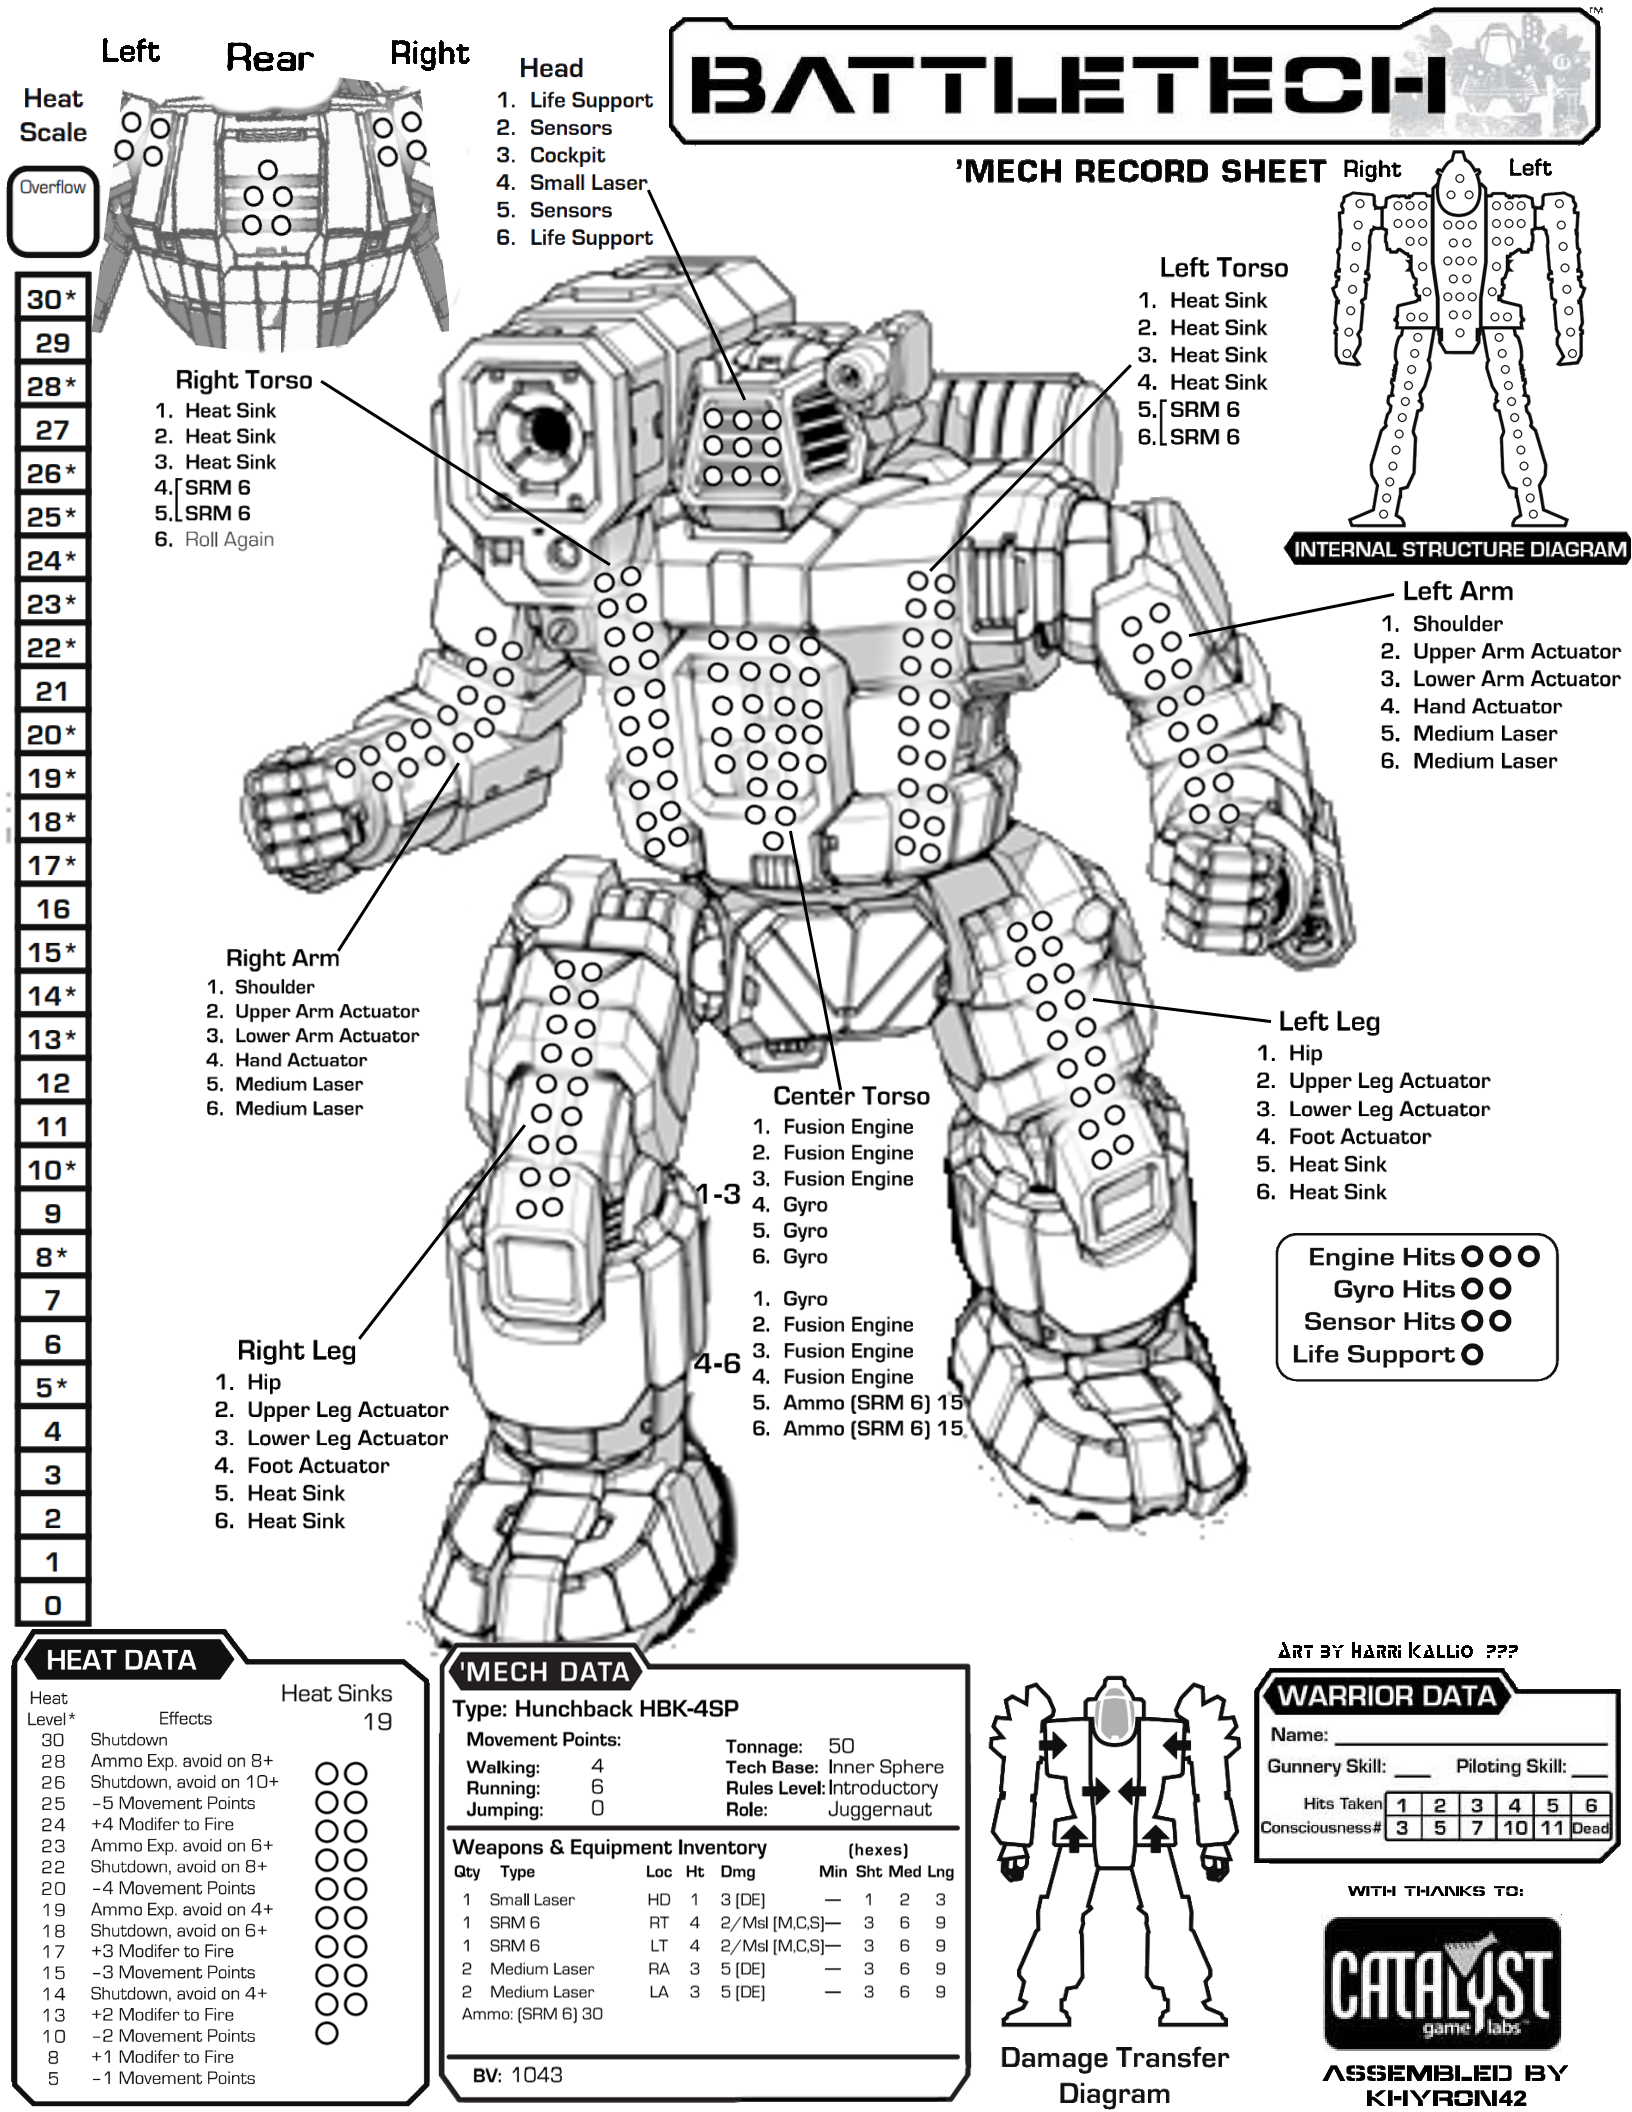 Left Rear Right
BATTLETECH™
'MECH RECORD SHEET
Heat
Scale
Overflow
30*
29
28*
27
26*
25*
24*
23*
22*
21
20*
19*
18*
17*
16
15*
14*
13*
12
11
10*
9
8*
7
6
5*
4
3
2
1
0
Head
1. Life Support
2. Sensors
3. Cockpit
4. Small Laser
5. Sensors
6. Life Support
Right Left
INTERNAL STRUCTURE DIAGRAM
Left Torso
1. Heat Sink
2. Heat Sink
3. Heat Sink
4. Heat Sink
5. SRM 6
6. SRM 6
Right Torso
1. Heat Sink
2. Heat Sink
3. Heat Sink
4. SRM 6
5. SRM 6
6. Roll Again
Left Arm
1. Shoulder
2. Upper Arm Actuator
3. Lower Arm Actuator
4. Hand Actuator
5. Medium Laser
6. Medium Laser
Right Arm
1. Shoulder
2. Upper Arm Actuator
3. Lower Arm Actuator
4. Hand Actuator
5. Medium Laser
6. Medium Laser
Center Torso
1-3
1. Fusion Engine
2. Fusion Engine
3. Fusion Engine
4. Gyro
5. Gyro
6. Gyro
4-6
1. Gyro
2. Fusion Engine
3. Fusion Engine
4. Fusion Engine
5. Ammo (SRM 6) 15
6. Ammo (SRM 6) 15
Left Leg
1. Hip
2. Upper Leg Actuator
3. Lower Leg Actuator
4. Foot Actuator
5. Heat Sink
6. Heat Sink
Engine Hits
Gyro Hits
Sensor Hits
Life Support
Right Leg
1. Hip
2. Upper Leg Actuator
3. Lower Leg Actuator
4. Foot Actuator
5. Heat Sink
6. Heat Sink
HEAT DATA
Heat
Level* Effects
Heat Sinks
19
30 Shutdown
28 Ammo Exp. avoid on 8+
26 Shutdown, avoid on 10+
25 -5 Movement Points
24 +4 Modifer to Fire
23 Ammo Exp. avoid on 6+
22 Shutdown, avoid on 8+
20 -4 Movement Points
19 Ammo Exp. avoid on 4+
18 Shutdown, avoid on 6+
17 +3 Modifer to Fire
15 -3 Movement Points
14 Shutdown, avoid on 4+
13 +2 Modifer to Fire
10 -2 Movement Points
8 +1 Modifer to Fire
5 -1 Movement Points
'MECH DATA
Type: Hunchback HBK-4SP
Movement Points:
Walking: 4
Running: 6
Jumping: 0
Tonnage: 50
Tech Base: Inner Sphere
Rules Level: Introductory
Role: Juggernaut
Weapons & Equipment Inventory (hexes)
Qty Type Loc Ht Dmg Min Sht Med Lng
1 Small Laser HD 1 3 [DE] — 1 2 3
1 SRM 6 RT 4 2/Msl [M,C,S] — 3 6 9
1 SRM 6 LT 4 2/Msl [M,C,S] — 3 6 9
2 Medium Laser RA 3 5 [DE] — 3 6 9
2 Medium Laser LA 3 5 [DE] — 3 6 9
Ammo: (SRM 6) 30
BV: 1043
Damage Transfer
Diagram
ART BY HARRI KALLIO ???
WARRIOR DATA
Name:
Gunnery Skill: Piloting Skill:
Hits Taken 1 2 3 4 5 6
Consciousness# 3 5 7 10 11 Dead
WITH THANKS TO:
CATALYST
game labs™
ASSEMBLED BY
KHYRON42